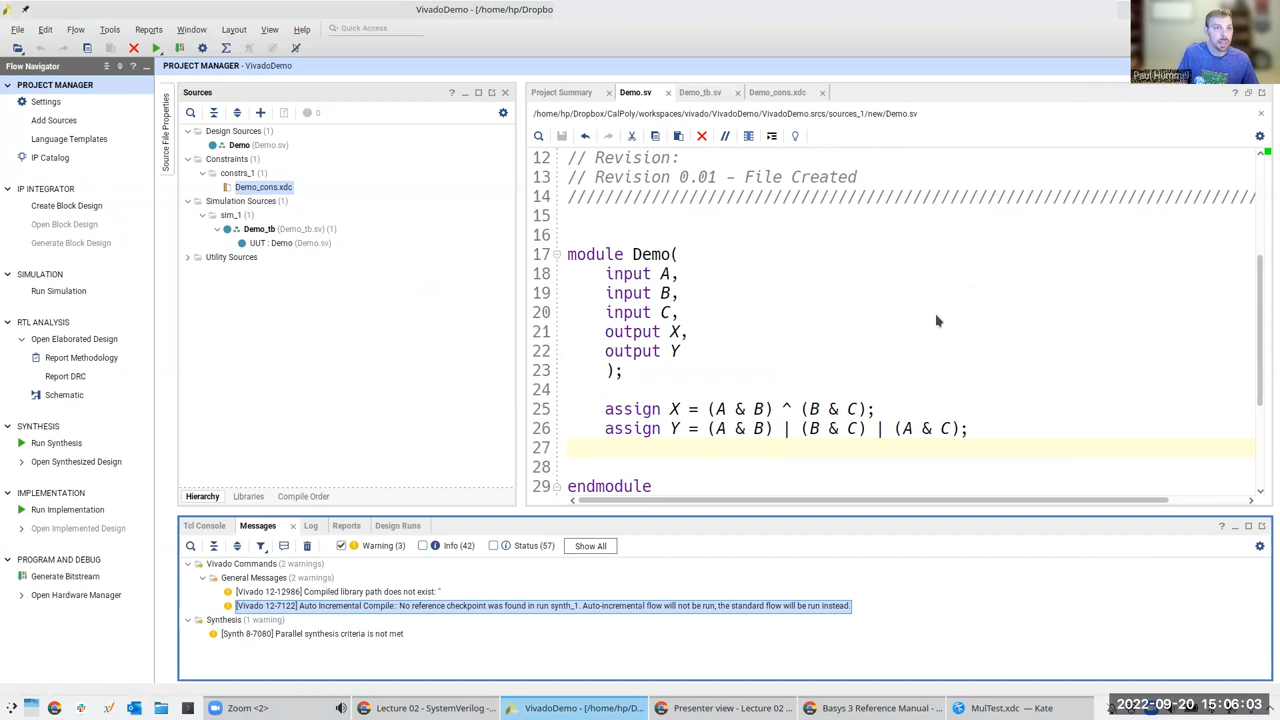 VivadoDemo - [/home/hp/Dropbo
File Edit Flow Tools Reports Window Layout View Help Quick Access
Flow Navigator
PROJECT MANAGER
Settings
Add Sources
Language Templates
IP Catalog
IP INTEGRATOR
Create Block Design
Open Block Design
Generate Block Design
SIMULATION
Run Simulation
RTL ANALYSIS
Open Elaborated Design
Report Methodology
Report DRC
Schematic
SYNTHESIS
Run Synthesis
Open Synthesized Design
IMPLEMENTATION
Run Implementation
Open Implemented Design
PROGRAM AND DEBUG
Generate Bitstream
Open Hardware Manager
PROJECT MANAGER - VivadoDemo
Source File Properties
Sources
0
Design Sources (1)
Demo (Demo.sv)
Constraints (1)
constrs_1 (1)
Demo_cons.xdc
Simulation Sources (1)
sim_1 (1)
Demo_tb (Demo_tb.sv) (1)
UUT : Demo (Demo.sv)
Utility Sources
Hierarchy Libraries Compile Order
Project Summary Demo.sv Demo_tb.sv Demo_cons.xdc
/home/hp/Dropbox/CalPoly/workspaces/vivado/VivadoDemo/VivadoDemo.srcs/sources_1/new/Demo.sv
12 // Revision:
13 // Revision 0.01 - File Created
14 //////////////////////////////////////////////////////////////////////////
15
16
17 module Demo(
18 input A,
19 input B,
20 input C,
21 output X,
22 output Y
23 );
24
25 assign X = (A & B) ^ (B & C);
26 assign Y = (A & B) | (B & C) | (A & C);
27
28
29 endmodule
Paul Hummel
Tcl Console Messages Log Reports Design Runs
Warning (3) Info (42) Status (57) Show All
Vivado Commands (2 warnings)
General Messages (2 warnings)
[Vivado 12-12986] Compiled library path does not exist: ''
[Vivado 12-7122] Auto Incremental Compile:: No reference checkpoint was found in run synth_1. Auto-incremental flow will not be run, the standard flow will be run instead.
Synthesis (1 warning)
[Synth 8-7080] Parallel synthesis criteria is not met
Zoom <2> Lecture 02 - SystemVerilog -... VivadoDemo - [/home/hp/D... Presenter view - Lecture 02 ... Basys 3 Reference Manual -... MulTest.xdc — Kate
2022-09-20 15:06:03